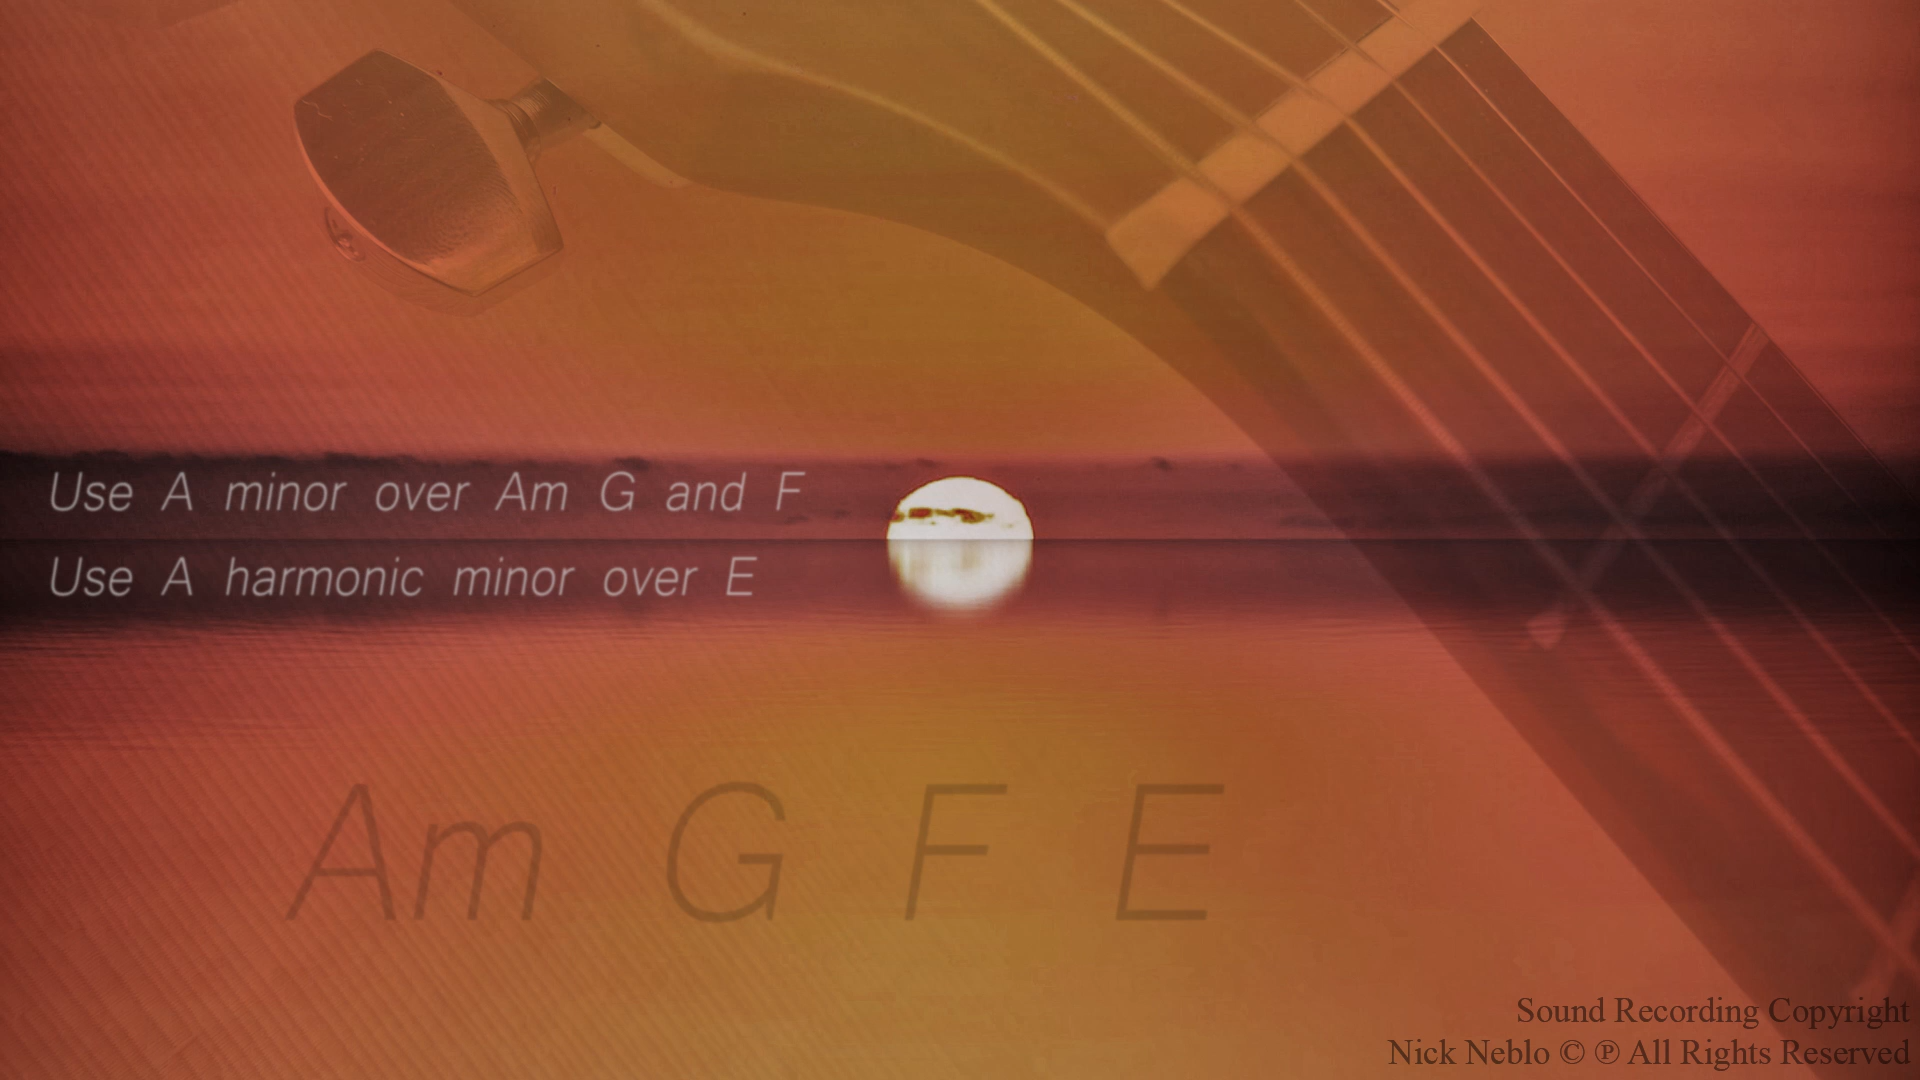 Use A minor over Am G and F
Use A harmonic minor over E
Am G F E
Sound Recording Copyright
Nick Neblo © ℗ All Rights Reserved